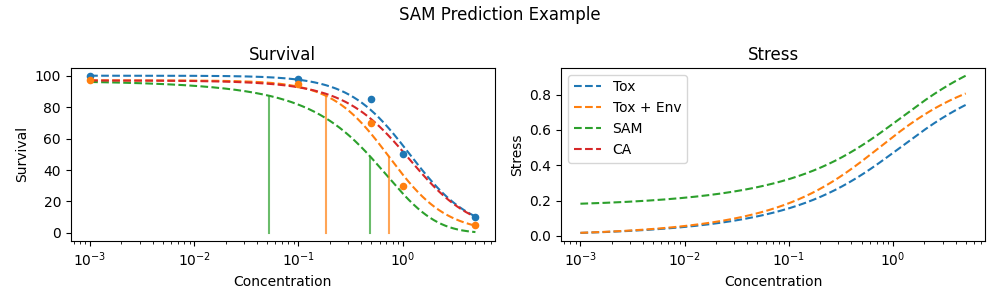 SAM Prediction Example
Survival
Survival
100
80
60
40
20
0
10⁻³
10⁻²
10⁻¹
10⁰
Concentration
Stress
Stress
0.8
0.6
0.4
0.2
0.0
Tox
Tox + Env
SAM
CA
10⁻³
10⁻²
10⁻¹
10⁰
Concentration